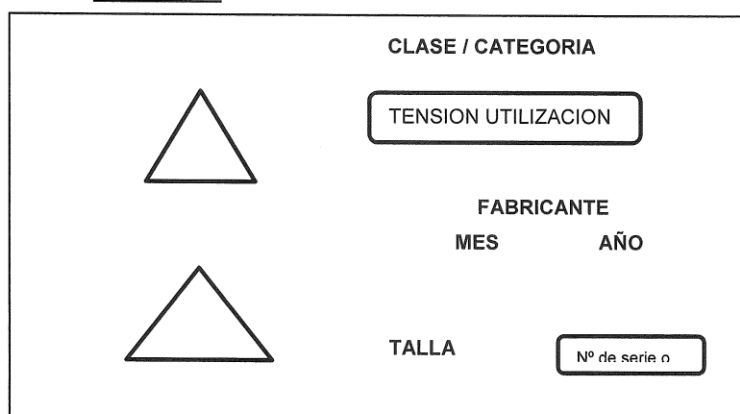 CLASE / CATEGORIA
TENSION UTILIZACION
FABRICANTE
MES AÑO
TALLA
Nº de serie o